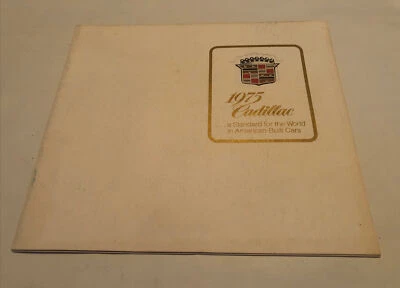 1975
Cadillac
...a Standard for the World
in American-Built Cars